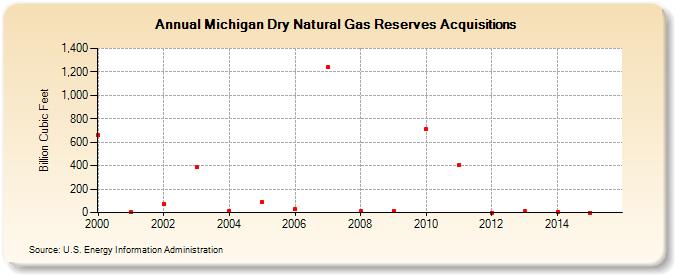 Annual Michigan Dry Natural Gas Reserves Acquisitions
Billion Cubic Feet
1,400
1,200
1,000
800
600
400
200
0
2000 2002 2004 2006 2008 2010 2012 2014
Source: U.S. Energy Information Administration